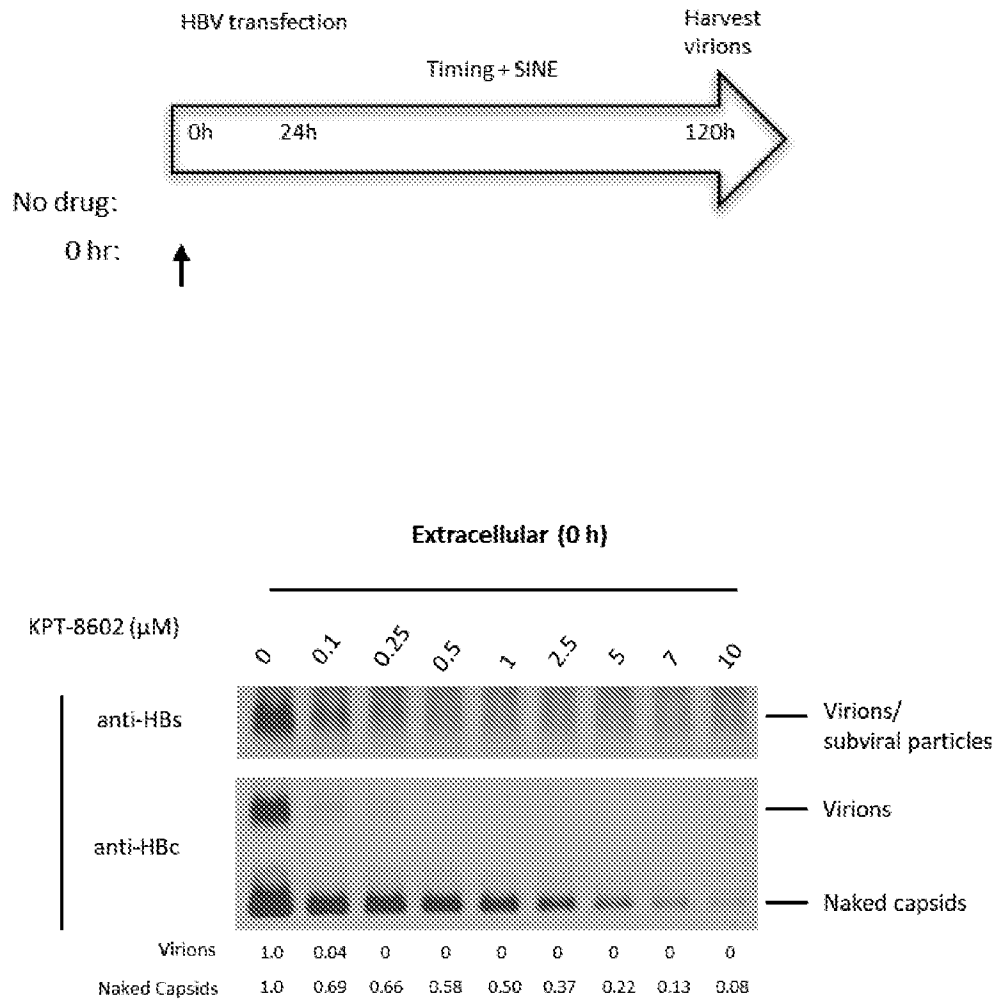 HBV transfection
Harvest
virions
Timing + SINE
0h 24h 120h
No drug:
0 hr:
Extracellular (0 h)
KPT-8602 (µM)
0 0.1 0.25 0.5 1 2.5 5 7 10
anti-HBs
Virions/
subviral particles
Virions
anti-HBc
Naked capsids
Virions 1.0 0.04 0 0 0 0 0 0 0
Naked Capsids 1.0 0.69 0.66 0.58 0.50 0.37 0.22 0.13 0.08